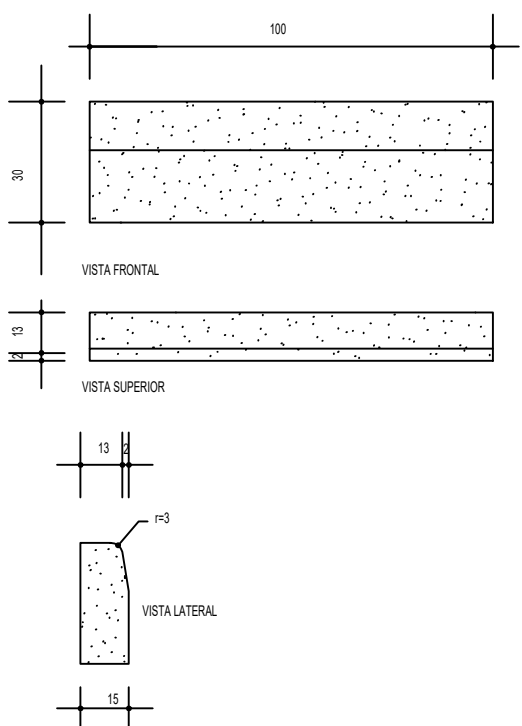 100
30
VISTA FRONTAL
13
2
VISTA SUPERIOR
13 2
r=3
VISTA LATERAL
15